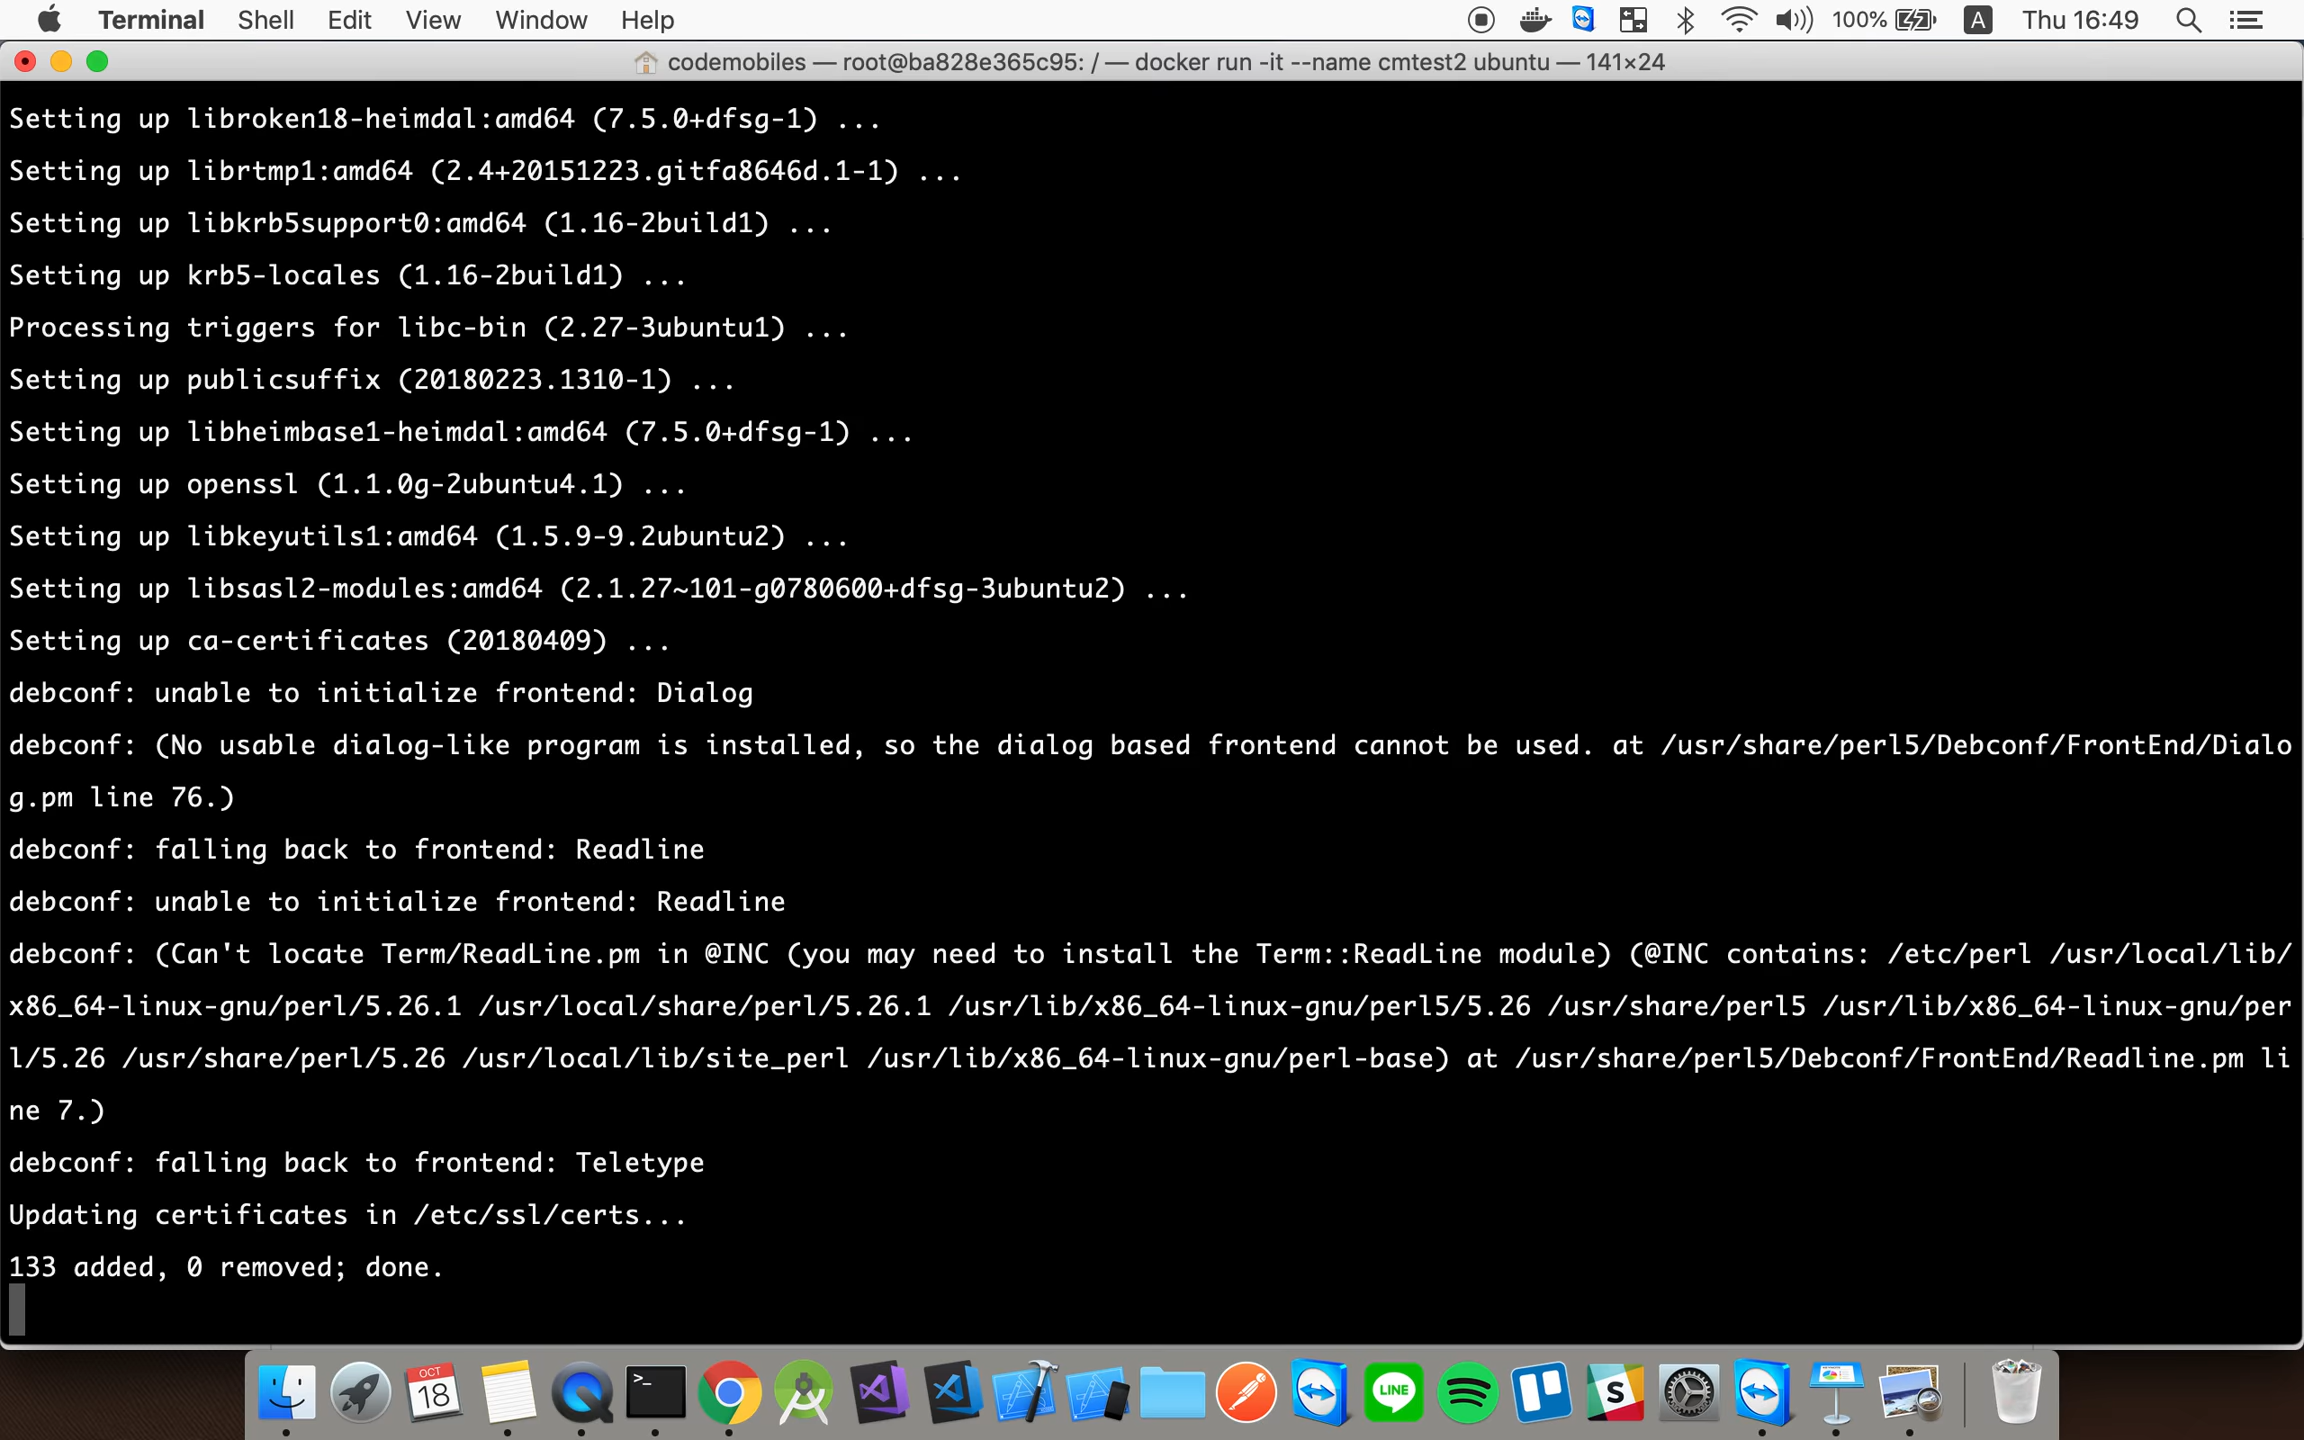 Terminal Shell Edit View Window Help 100% A Thu 16:49
codemobiles — root@ba828e365c95: / — docker run -it --name cmtest2 ubuntu — 141×24
Setting up libroken18-heimdal:amd64 (7.5.0+dfsg-1) ...
Setting up librtmp1:amd64 (2.4+20151223.gitfa8646d.1-1) ...
Setting up libkrb5support0:amd64 (1.16-2build1) ...
Setting up krb5-locales (1.16-2build1) ...
Processing triggers for libc-bin (2.27-3ubuntu1) ...
Setting up publicsuffix (20180223.1310-1) ...
Setting up libheimbase1-heimdal:amd64 (7.5.0+dfsg-1) ...
Setting up openssl (1.1.0g-2ubuntu4.1) ...
Setting up libkeyutils1:amd64 (1.5.9-9.2ubuntu2) ...
Setting up libsasl2-modules:amd64 (2.1.27~101-g0780600+dfsg-3ubuntu2) ...
Setting up ca-certificates (20180409) ...
debconf: unable to initialize frontend: Dialog
debconf: (No usable dialog-like program is installed, so the dialog based frontend cannot be used. at /usr/share/perl5/Debconf/FrontEnd/Dialo
g.pm line 76.)
debconf: falling back to frontend: Readline
debconf: unable to initialize frontend: Readline
debconf: (Can't locate Term/ReadLine.pm in @INC (you may need to install the Term::ReadLine module) (@INC contains: /etc/perl /usr/local/lib/
x86_64-linux-gnu/perl/5.26.1 /usr/local/share/perl/5.26.1 /usr/lib/x86_64-linux-gnu/perl5/5.26 /usr/share/perl5 /usr/lib/x86_64-linux-gnu/per
l/5.26 /usr/share/perl/5.26 /usr/local/lib/site_perl /usr/lib/x86_64-linux-gnu/perl-base) at /usr/share/perl5/Debconf/FrontEnd/Readline.pm li
ne 7.)
debconf: falling back to frontend: Teletype
Updating certificates in /etc/ssl/certs...
133 added, 0 removed; done.
OCT
18
>_
LINE
S